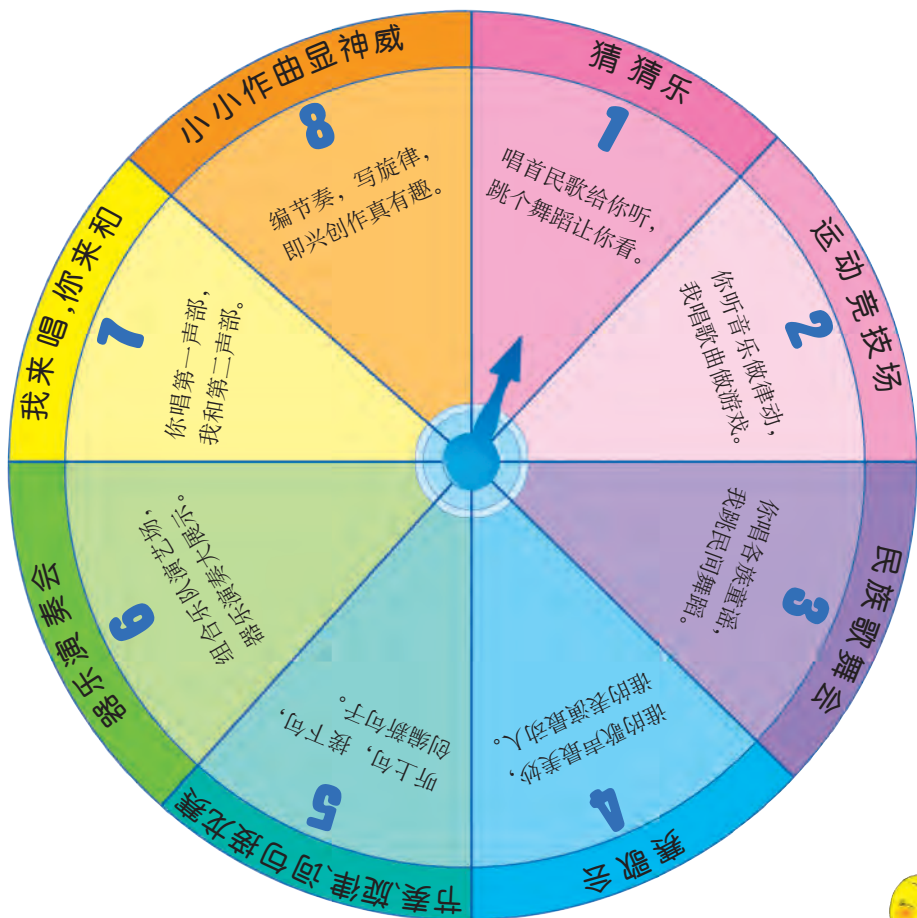 猜猜乐
1
唱首民歌给你听，
跳个舞蹈让你看。
运动竞技场
2
你听音乐做律动，
我唱歌曲做游戏。
民族歌舞会
3
你唱各族童谣，
我跳民间舞蹈。
赛歌会
4
谁的歌声最美妙，
谁的表演最动人。
节奏、旋律、词句接龙赛
5
听上句，接下句，
创编新句子。
器乐演奏会
6
组合乐队演艺场，
器乐演奏大展示。
我来唱，你来和
7
你唱第一声部，
我和第二声部。
小小作曲显神威
8
编节奏，写旋律，
即兴创作真有趣。